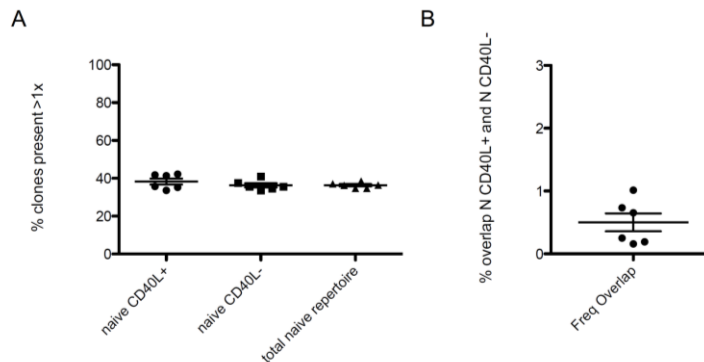 A
% clones present >1x
100
80
60
40
20
0
naive CD40L+
naive CD40L-
total naive repertoire
B
% overlap N CD40L+ and N CD40L-
3
2
1
0
Freq Overlap